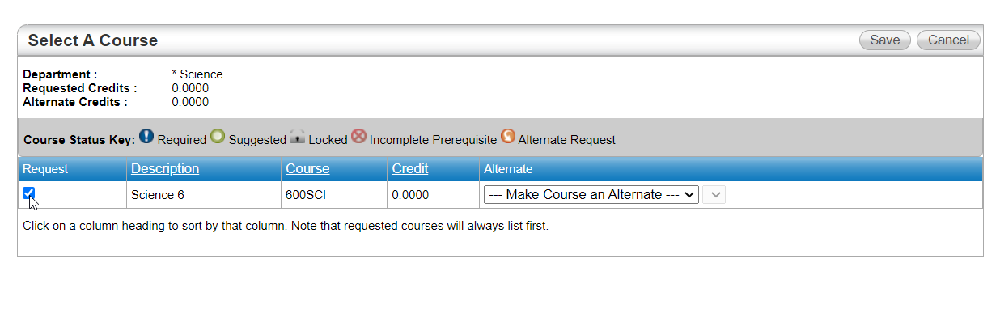 Select A Course Save Cancel
Department : * Science
Requested Credits : 0.0000
Alternate Credits : 0.0000
Course Status Key: Required Suggested Locked Incomplete Prerequisite Alternate Request
Request Description Course Credit Alternate
Science 6 600SCI 0.0000 --- Make Course an Alternate ---
Click on a column heading to sort by that column. Note that requested courses will always list first.